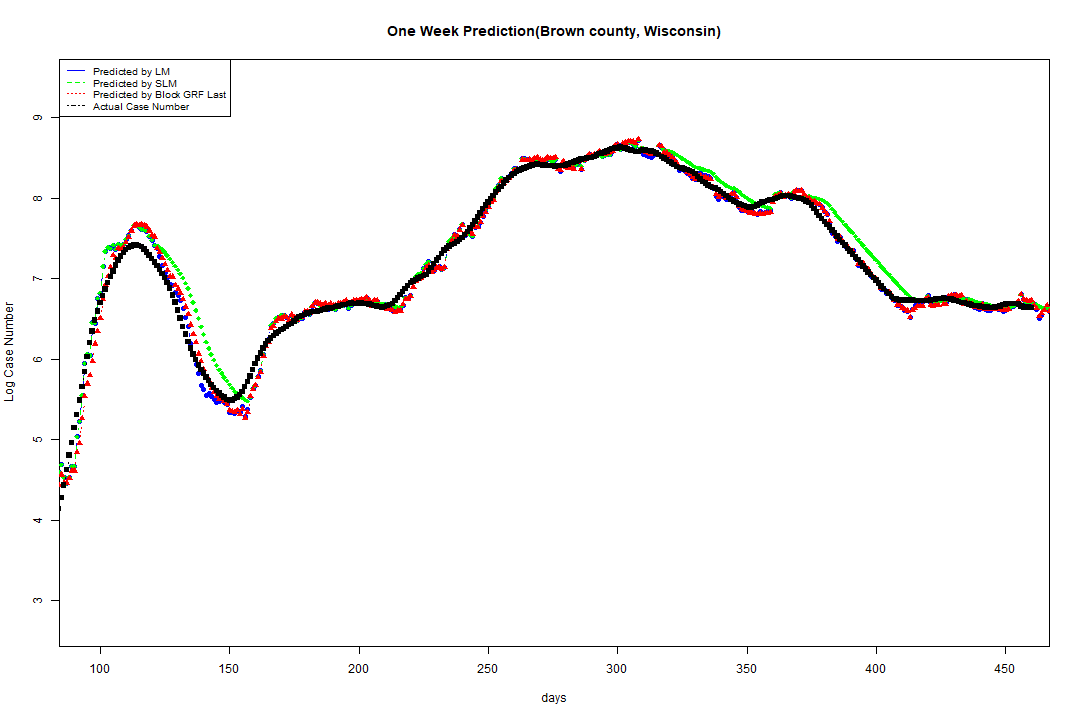 One Week Prediction(Brown county, Wisconsin)
Predicted by LM
Predicted by SLM
Predicted by Block GRF Last
Actual Case Number
9
8
7
6
5
4
3
Log Case Number
100 150 200 250 300 350 400 450
days